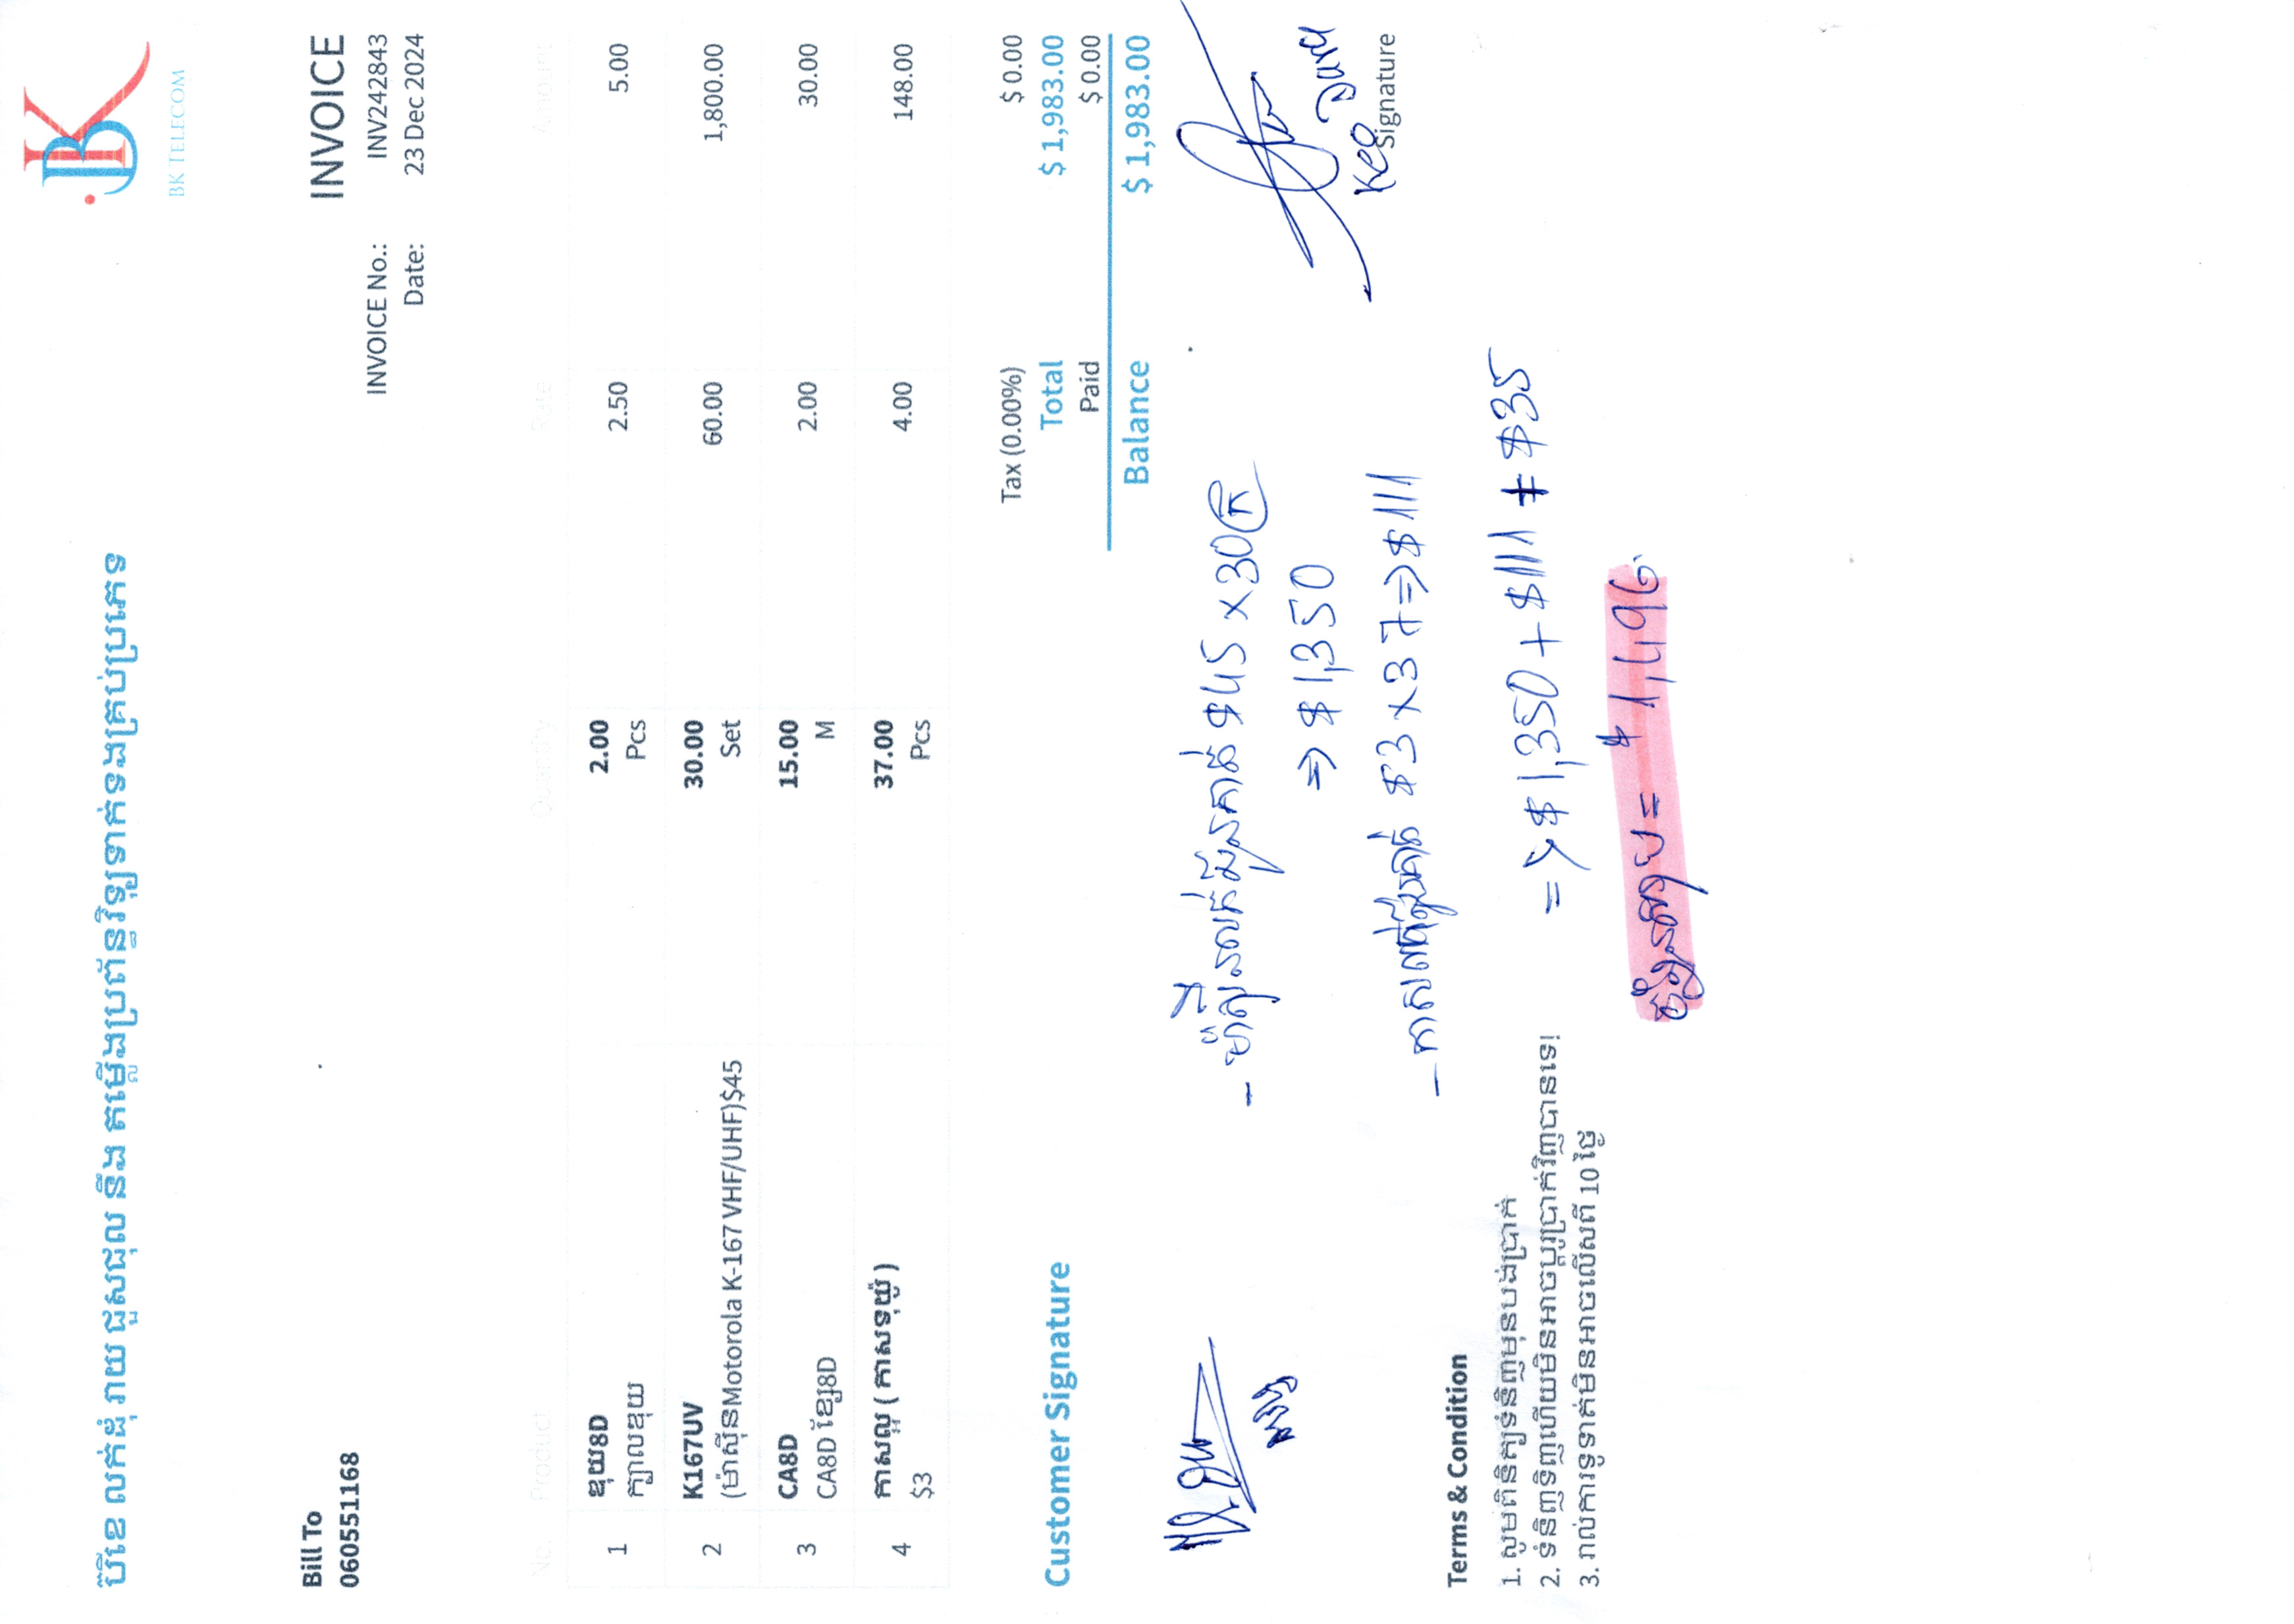 ប៊ីខេ លក់ដុំ រាយ ជួសជុល នឹង តម្លើងប្រព័ន្ធវិទ្យុទាក់ទងគ្រប់ប្រភេទ
BK
BK TELECOM
Bill To
060551168
INVOICE
INVOICE No.: INV242843
Date: 23 Dec 2024
No. Product Quantity Rate Amount
1 ឌុយ8D 2.00 2.50 5.00
ក្បាលឌុយ Pcs
2 K167UV 30.00 60.00 1,800.00
(ម៉ាស៊ីនMotorola K-167 VHF/UHF)$45 Set
3 CA8D 15.00 2.00 30.00
CA8D ខ្សែ8D M
4 កាសល្អ ( កាសទុយ៉ូ ) 37.00 4.00 148.00
$3 Pcs
Tax (0.00%) $ 0.00
Total $ 1,983.00
Paid $ 0.00
Balance $ 1,983.00
Customer Signature
- ម៉ាស៊ីនលក់ជូនតាត់ $45 x 30គ្រឿង
=> $1,350
- កាសលក់ជូនតាត់ $3 x 37 => $111
Keo Dara
Signature
Terms & Condition
1. សូមពិនិត្យទំនិញមុនបង់ប្រាក់
2. ទំនិញទិញហើយមិនអាចប្ដូរប្រាក់វិញបានទេ!
3. រាល់ការទូទាត់មិនអាចលើសពី 10 ថ្ងៃ
=> $1,350 + $111 + $35
តម្លៃសរុប = $1,496